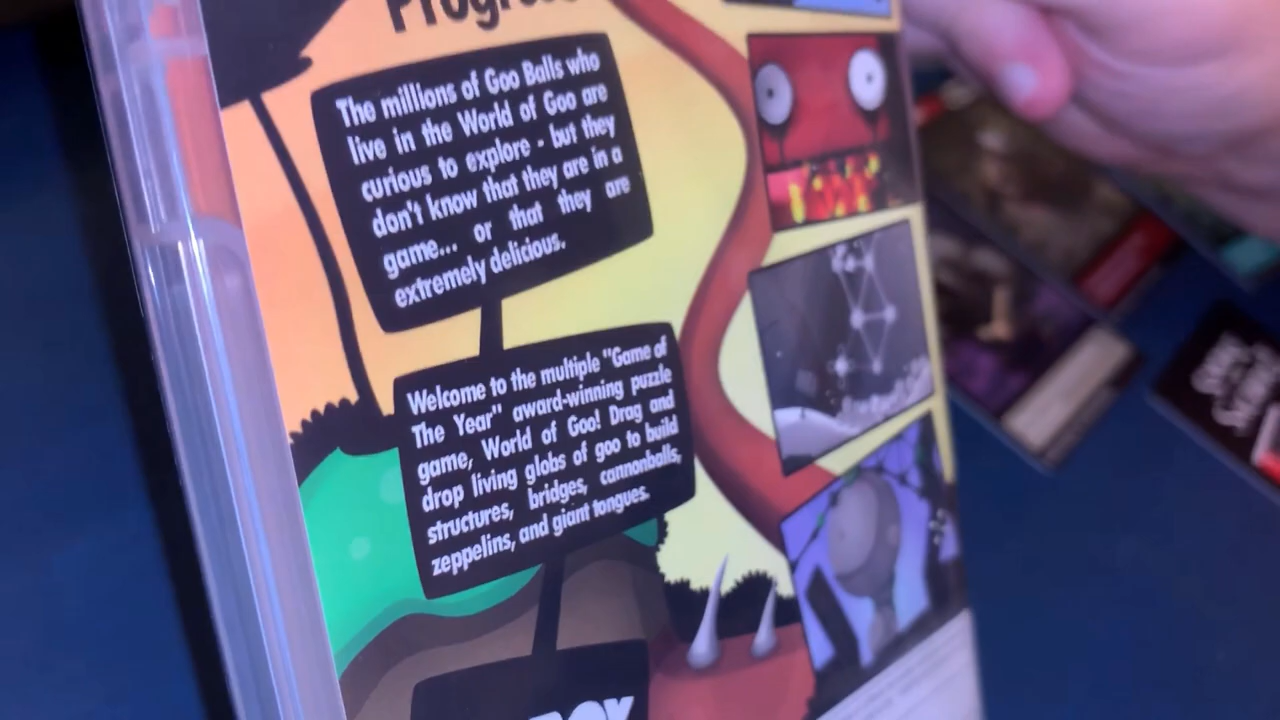 The millions of Goo Balls who
live in the World of Goo are
curious to explore - but they
don't know that they are in a
game... or that they are
extremely delicious.
Welcome to the multiple "Game of
The Year" award-winning puzzle
game, World of Goo! Drag and
drop living globs of goo to build
structures, bridges, cannonballs,
zeppelins, and giant tongues.